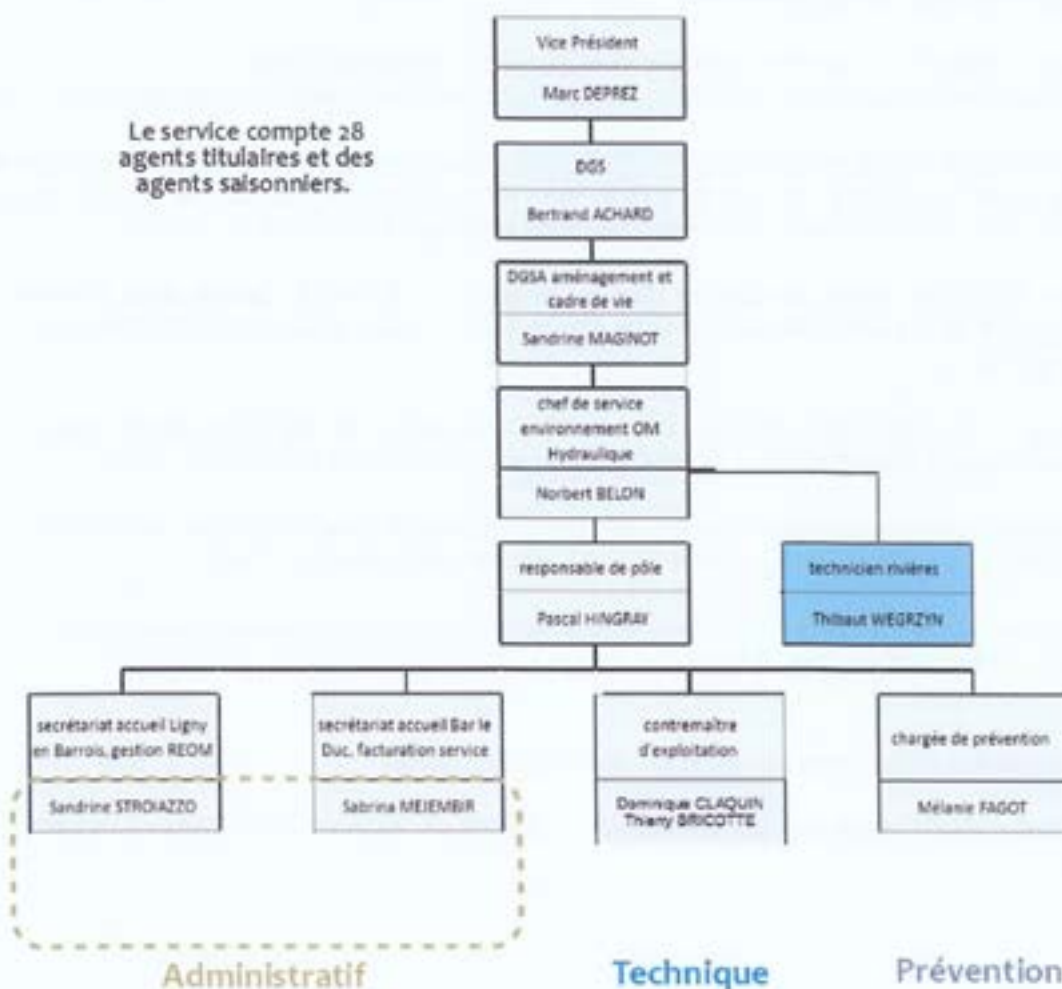 Vice Président
Marc DEPREZ
Le service compte 28
agents titulaires et des
agents saisonniers.
DGS
Bertrand ACHARD
DGSA aménagement et
cadre de vie
Sandrine MAGINOT
chef de service
environnement OM
Hydraulique
Norbert BELON
responsable de pôle
Pascal HINGRAY
technicien rivières
Thibaut WEGRZYN
secrétariat accueil Ligny
en Barrois, gestion REOM
Sandrine STROIAZZO
secrétariat accueil Bar le
Duc, facturation service
Sabrina MEJEMBIR
contremaître
d'exploitation
Dominique CLAQUIN
Thierry BRICOTTE
chargée de prévention
Mélanie FAGOT
Administratif
Technique
Prévention